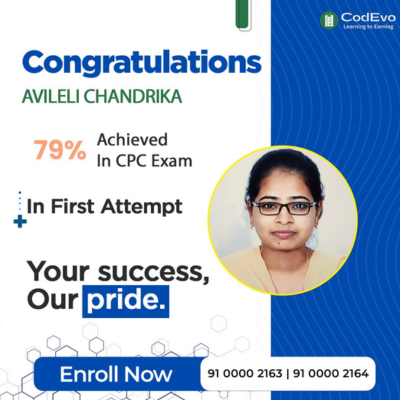 CodEvo
Learning to Earning
Congratulations
AVILELI CHANDRIKA
79% Achieved
In CPC Exam
In First Attempt
Your success,
Our pride.
Enroll Now
91 0000 2163 | 91 0000 2164